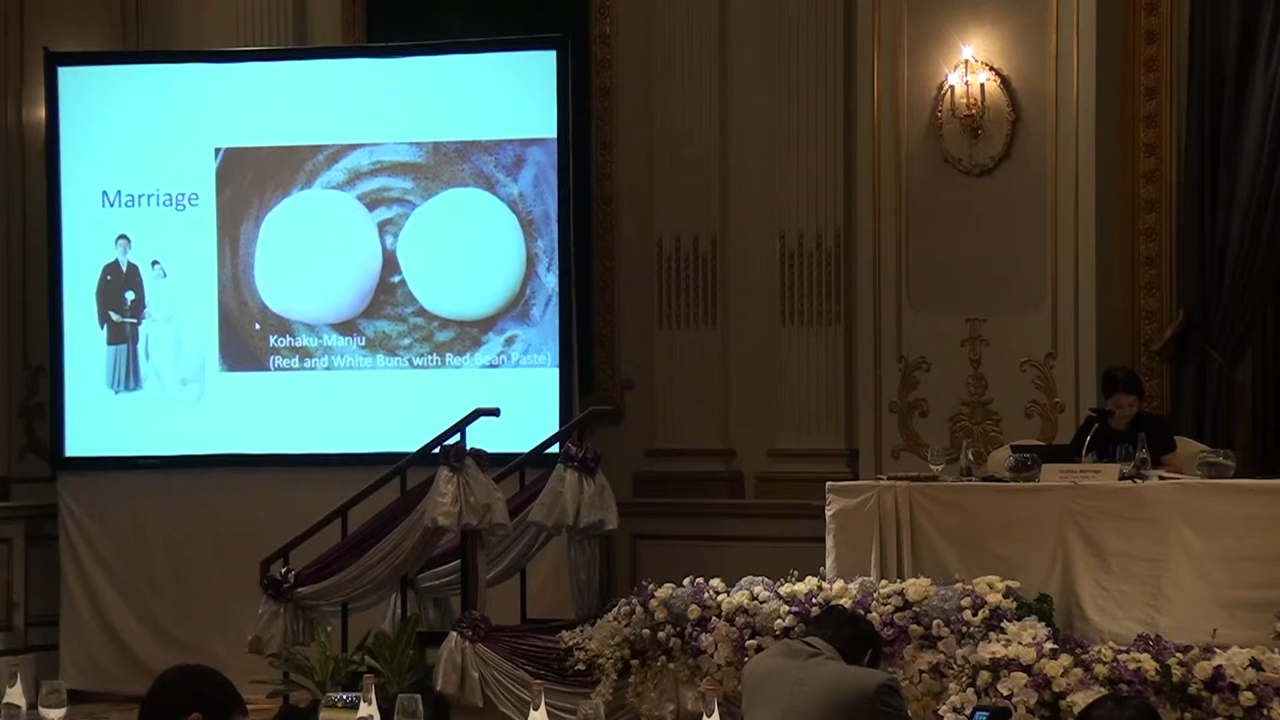 Marriage
Kohaku-Manju
(Red and White Buns with Red Bean Paste)